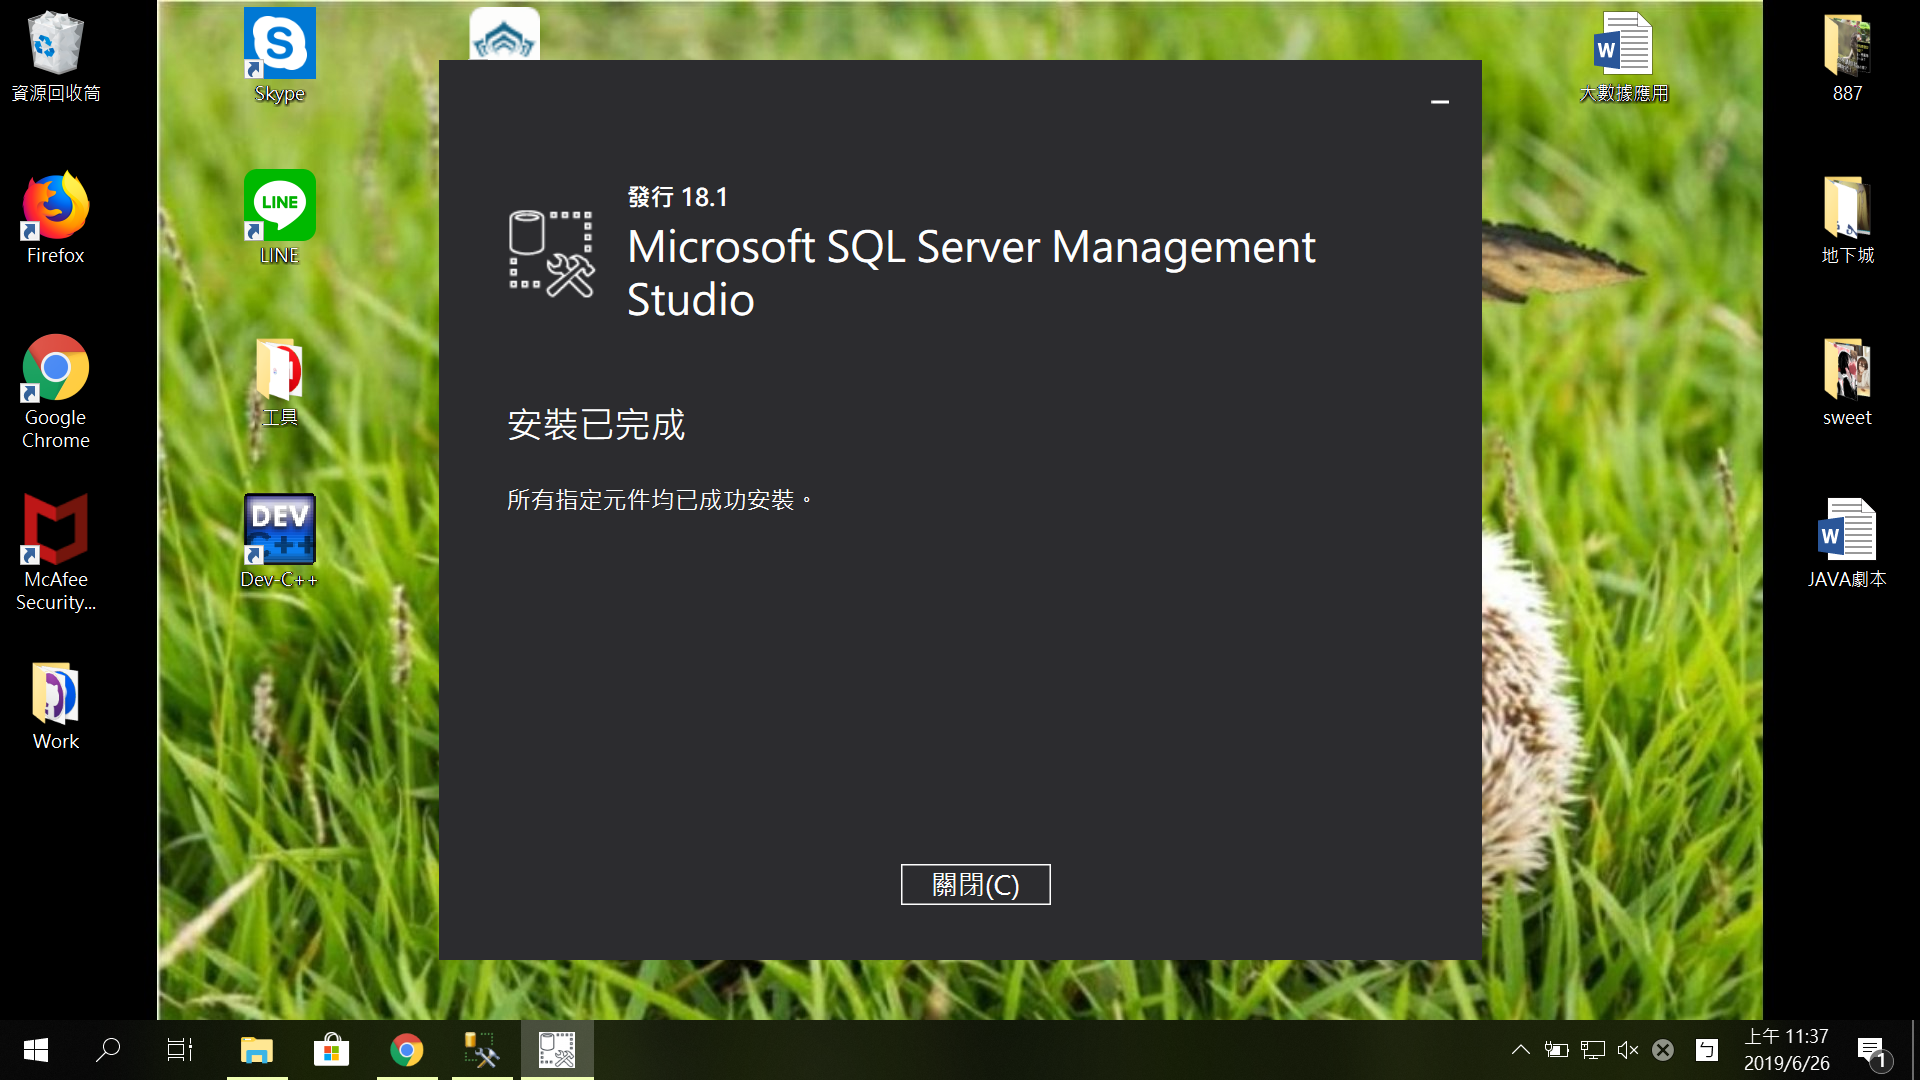 資源回收筒
Skype
大數據應用
887
Firefox
LINE
LINE
地下城
Google
Chrome
工具
sweet
McAfee
Security...
DEV
C++
Dev-C++
JAVA劇本
Work
發行 18.1
Microsoft SQL Server Management
Studio
安裝已完成
所有指定元件均已成功安裝。
關閉(C)
ㄅ
上午 11:37
2019/6/26
1